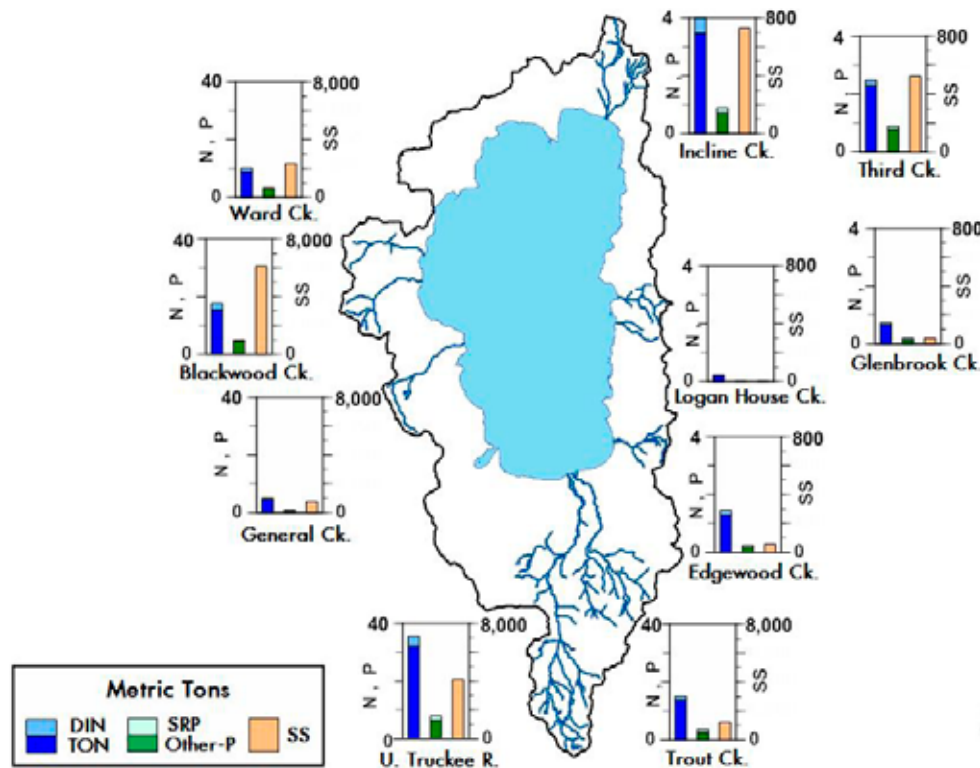 4 800
N, P SS
0 0
Incline Ck.
4 800
N, P SS
0 0
Third Ck.
40 8,000
N, P SS
0 0
Ward Ck.
40 8,000
N, P SS
0 0
Blackwood Ck.
4 800
N, P SS
0 0
Logan House Ck.
4 800
N, P SS
0 0
Glenbrook Ck.
8,000
N, P
0 0
General Ck.
4 800
N, P SS
0 0
Edgewood Ck.
40 8,000
N, P SS
0 0
U. Truckee R.
40 8,000
N, P SS
0 0
Trout Ck.
Metric Tons
DIN SRP SS
TON Other-P